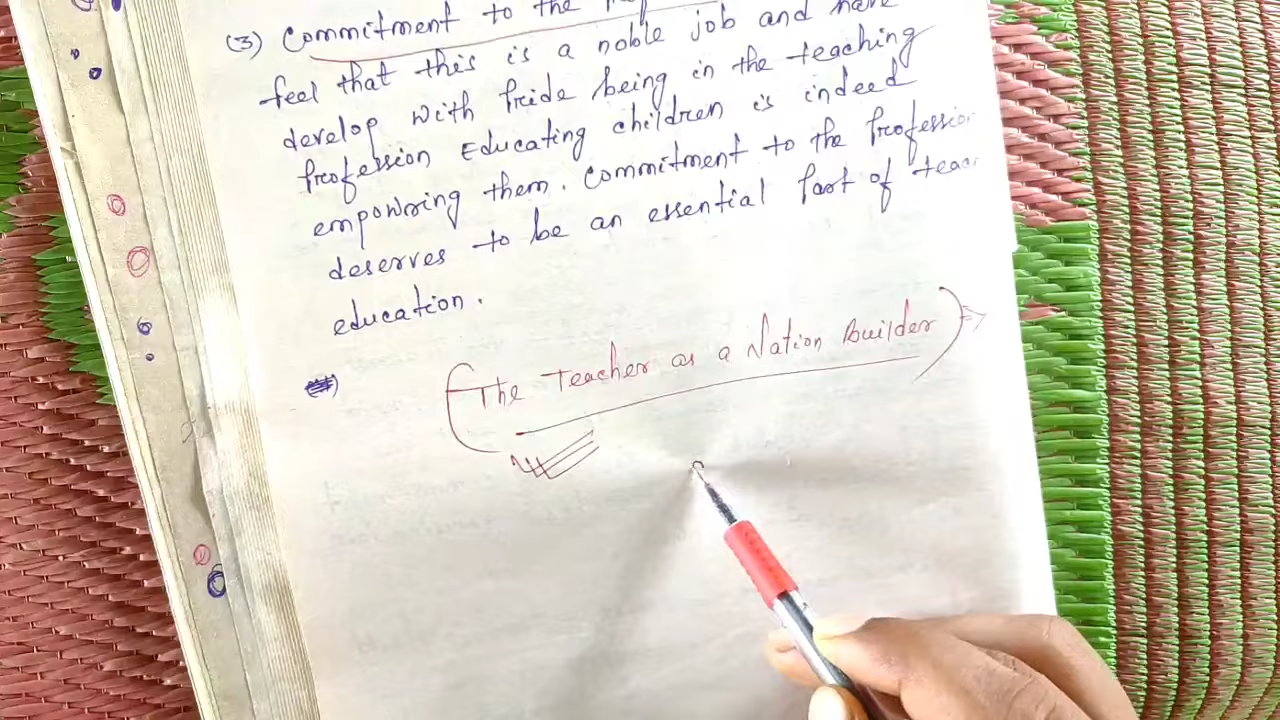 (3) Commitment to the
feel that this is a noble job and have
develop with Pride being in the teaching
Profession Educating children is indeed
empowring them. Commitment to the Profession
deserves to be an essential Part of
education.
The Teacher as a Nation Builder